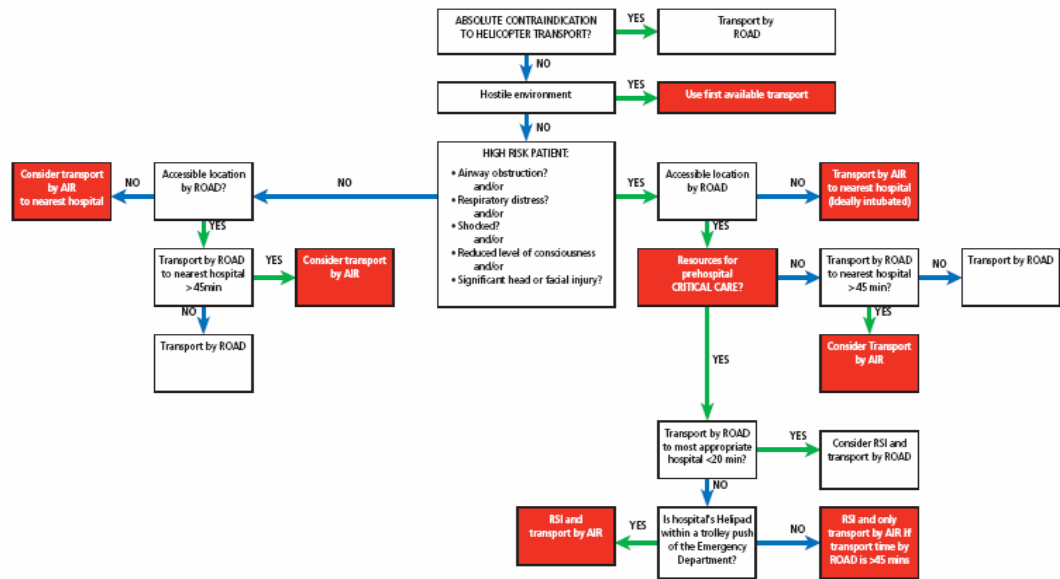 ABSOLUTE CONTRAINDICATION
TO HELICOPTER TRANSPORT?
YES
Transport by
ROAD
NO
Hostile environment
YES
Use first available transport
NO
HIGH RISK PATIENT:
• Airway obstruction?
and/or
• Respiratory distress?
and/or
• Shocked?
and/or
• Reduced level of consciousness
and/or
• Significant head or facial injury?
NO
Accessible location
by ROAD?
NO
Consider transport
by AIR
to nearest hospital
YES
Transport by ROAD
to nearest hospital
>45min
YES
Consider transport
by AIR
NO
Transport by ROAD
YES
Accessible location
by ROAD
NO
Transport by AIR
to nearest hospital
(Ideally intubated)
YES
Resources for
prehospital
CRITICAL CARE?
NO
Transport by ROAD
to nearest hospital
>45 min?
NO
Transport by ROAD
YES
Consider Transport
by AIR
YES
Transport by ROAD
to most appropriate
hospital <20 min?
YES
Consider RSI and
transport by ROAD
NO
Is hospital's Helipad
within a trolley push
of the Emergency
Department?
YES
RSI and
transport by AIR
NO
RSI and only
transport by AIR if
transport time by
ROAD is >45 mins